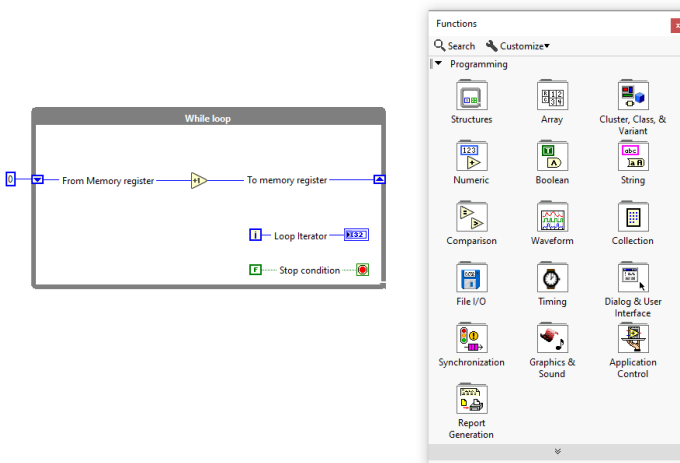 Functions
x
Search
Customize
Programming
Structures
Array
Cluster, Class, &
Variant
123
Numeric
Boolean
abc
String
Comparison
Waveform
Collection
File I/O
Timing
Dialog & User
Interface
Synchronization
Graphics &
Sound
Application
Control
Report
Generation
While loop
0
From Memory register
+1
To memory register
i
Loop Iterator
I32
F
Stop condition